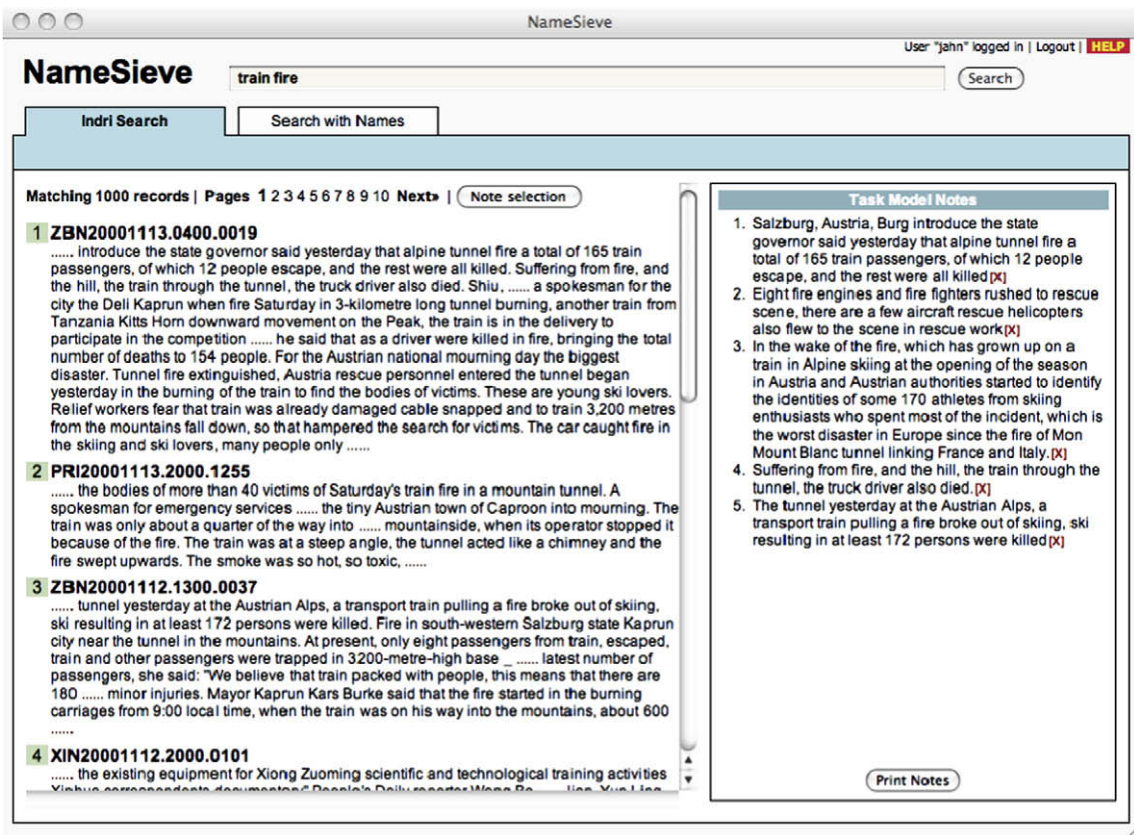 NameSieve
User "jahn" logged in | Logout | HELP
NameSieve
train fire
Search
Indri Search
Search with Names
Matching 1000 records | Pages 1 2 3 4 5 6 7 8 9 10 Next» | Note selection
1 ZBN20001113.0400.0019
...... introduce the state governor said yesterday that alpine tunnel fire a total of 165 train
passengers, of which 12 people escape, and the rest were all killed. Suffering from fire, and
the hill, the train through the tunnel, the truck driver also died. Shiu, ...... a spokesman for the
city the Deli Kaprun when fire Saturday in 3-kilometre long tunnel burning, another train from
Tanzania Kitts Horn downward movement on the Peak, the train is in the delivery to
participate in the competition ...... he said that as a driver were killed in fire, bringing the total
number of deaths to 154 people. For the Austrian national mourning day the biggest
disaster. Tunnel fire extinguished, Austria rescue personnel entered the tunnel began
yesterday in the burning of the train to find the bodies of victims. These are young ski lovers.
Relief workers fear that train was already damaged cable snapped and to train 3,200 metres
from the mountains fall down, so that hampered the search for victims. The car caught fire in
the skiing and ski lovers, many people only ......
2 PRI20001113.2000.1255
...... the bodies of more than 40 victims of Saturday's train fire in a mountain tunnel. A
spokesman for emergency services ...... the tiny Austrian town of Caproon into mourning. The
train was only about a quarter of the way into ...... mountainside, when its operator stopped it
because of the fire. The train was at a steep angle, the tunnel acted like a chimney and the
fire swept upwards. The smoke was so hot, so toxic, ......
3 ZBN20001112.1300.0037
...... tunnel yesterday at the Austrian Alps, a transport train pulling a fire broke out of skiing,
ski resulting in at least 172 persons were killed. Fire in south-western Salzburg state Kaprun
city near the tunnel in the mountains. At present, only eight passengers from train, escaped,
train and other passengers were trapped in 3200-metre-high base _ ...... latest number of
passengers, she said: "We believe that train packed with people, this means that there are
180 ...... minor injuries. Mayor Kaprun Kars Burke said that the fire started in the burning
carriages from 9:00 local time, when the train was on his way into the mountains, about 600
......
4 XIN20001112.2000.0101
...... the existing equipment for Xiong Zuoming scientific and technological training activities
Task Model Notes
1. Salzburg, Austria, Burg introduce the state
governor said yesterday that alpine tunnel fire a
total of 165 train passengers, of which 12 people
escape, and the rest were all killed [X]
2. Eight fire engines and fire fighters rushed to rescue
scene, there are a few aircraft rescue helicopters
also flew to the scene in rescue work [X]
3. In the wake of the fire, which has grown up on a
train in Alpine skiing at the opening of the season
in Austria and Austrian authorities started to identify
the identities of some 170 athletes from skiing
enthusiasts who spent most of the incident, which is
the worst disaster in Europe since the fire of Mon
Mount Blanc tunnel linking France and Italy. [X]
4. Suffering from fire, and the hill, the train through the
tunnel, the truck driver also died. [X]
5. The tunnel yesterday at the Austrian Alps, a
transport train pulling a fire broke out of skiing, ski
resulting in at least 172 persons were killed [X]
Print Notes